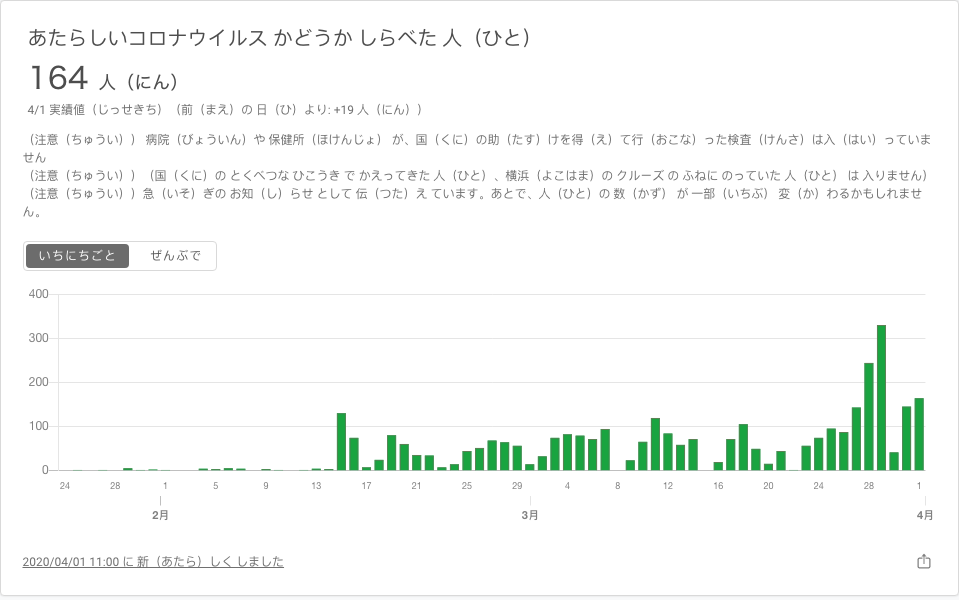 あたらしいコロナウイルス かどうか しらべた 人（ひと）
164 人（にん）
4/1 実績値（じっせきち）（前（まえ）の 日（ひ）より: +19 人（にん））
（注意（ちゅうい）） 病院（びょういん）や 保健所（ほけんじょ） が、国（くに）の助（たす）けを得（え）て行（おこな）った検査（けんさ）は入（はい）っていま
せん
（注意（ちゅうい））（国（くに）の とくべつな ひこうき で かえってきた 人（ひと）、横浜（よこはま）の クルーズ の ふねに のっていた 人（ひと） は 入りません）
（注意（ちゅうい））急（いそ）ぎの お知（し）らせ として 伝（つた）え ています。あとで、人（ひと）の 数（かず） が 一部（いちぶ） 変（か）わるかもしれませ
ん。
いちにちごと ぜんぶで
400
300
200
100
0
24 28 1 5 9 13 17 21 25 29 4 8 12 16 20 24 28 1
2月 3月 4月
2020/04/01 11:00 に 新（あたら）しく しました